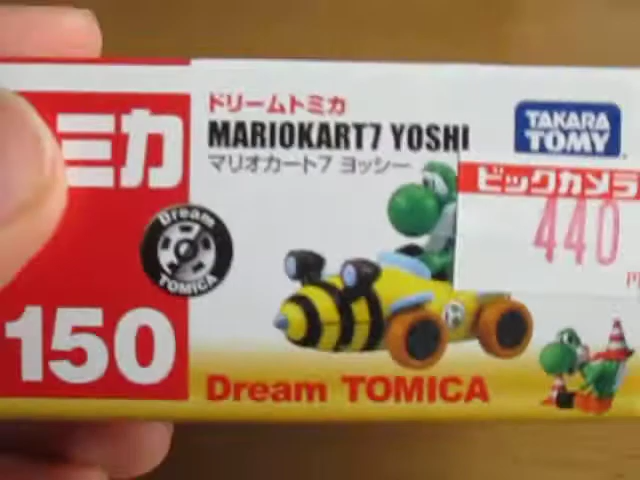 ミカ
150
Dream
TOMICA
ドリームトミカ
MARIOKART7 YOSHI
マリオカート7 ヨッシー
TAKARA
TOMY
ビックカメラ
440
円
Dream TOMICA